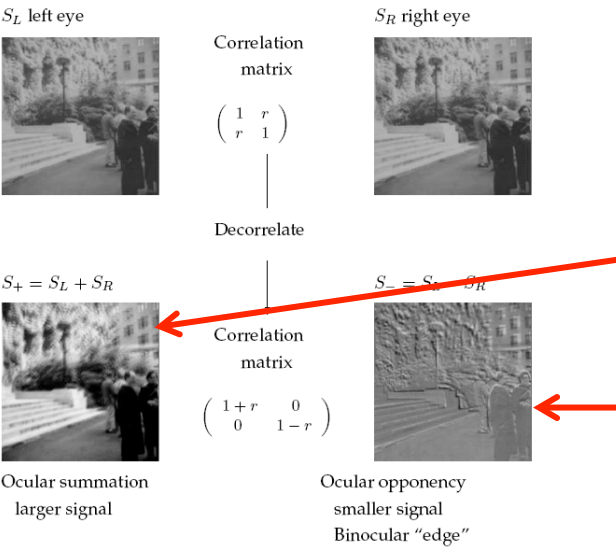 S_L left eye
S_R right eye
Correlation
matrix
( 1 r
r 1 )
Decorrelate
S_+ = S_L + S_R
S_− = S_L − S_R
Correlation
matrix
( 1 + r 0
0 1 − r )
Ocular summation
larger signal
Ocular opponency
smaller signal
Binocular “edge”